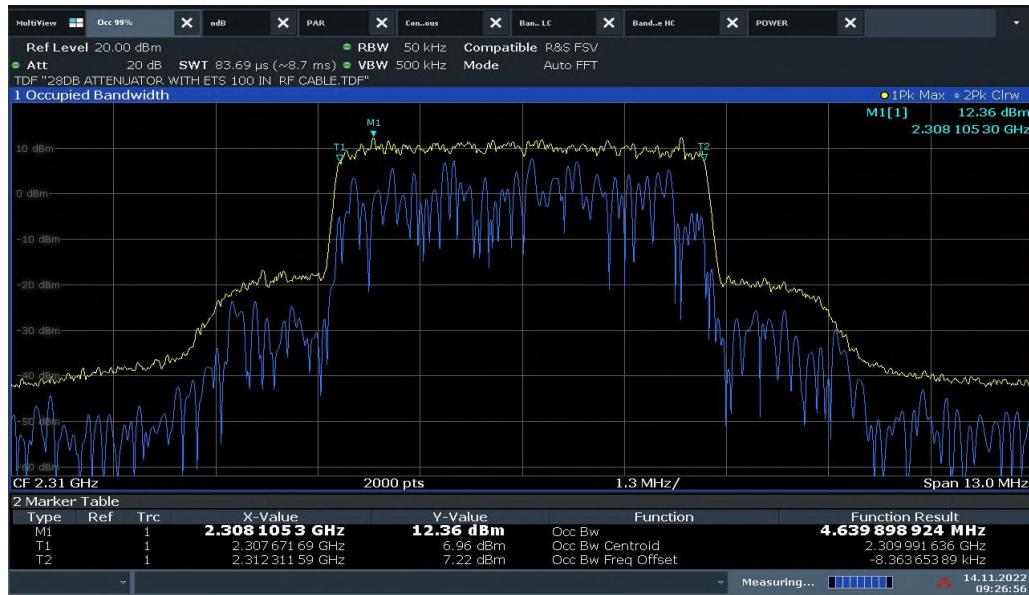 MultiView Occ 99% ndB PAR Con..ous Ban.. LC Band..e HC POWER
Ref Level 20.00 dBm RBW 50 kHz Compatible R&S FSV
Att 20 dB SWT 83.69 µs (~8.7 ms) VBW 500 kHz Mode Auto FFT
TDF "28DB ATTENUATOR WITH ETS 100 IN RF CABLE.TDF"
1 Occupied Bandwidth 1Pk Max 2Pk Clrw
M1[1] 12.36 dBm
2.308 105 30 GHz
M1
T1 T2
10 dBm
0 dBm
-10 dBm
-20 dBm
-30 dBm
-40 dBm
-50 dBm
-60 dBm
CF 2.31 GHz 2000 pts 1.3 MHz/ Span 13.0 MHz
2 Marker Table
Type Ref Trc X-Value Y-Value Function Function Result
M1 1 2.308 105 3 GHz 12.36 dBm Occ Bw 4.639 898 924 MHz
T1 1 2.307 671 69 GHz 6.96 dBm Occ Bw Centroid 2.309 991 636 GHz
T2 1 2.312 311 59 GHz 7.22 dBm Occ Bw Freq Offset -8.363 653 89 kHz
Measuring... 14.11.2022
09:26:56